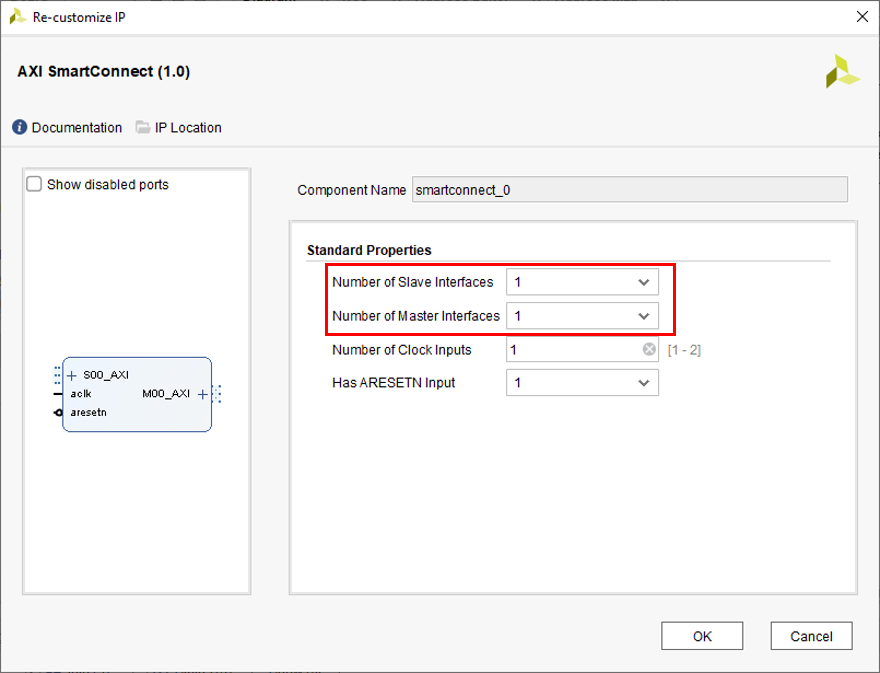 Re-customize IP
AXI SmartConnect (1.0)
Documentation IP Location
Show disabled ports
Component Name smartconnect_0
Standard Properties
Number of Slave Interfaces 1
Number of Master Interfaces 1
Number of Clock Inputs 1 [1 - 2]
Has ARESETN Input 1
S00_AXI
aclk M00_AXI
aresetn
OK Cancel